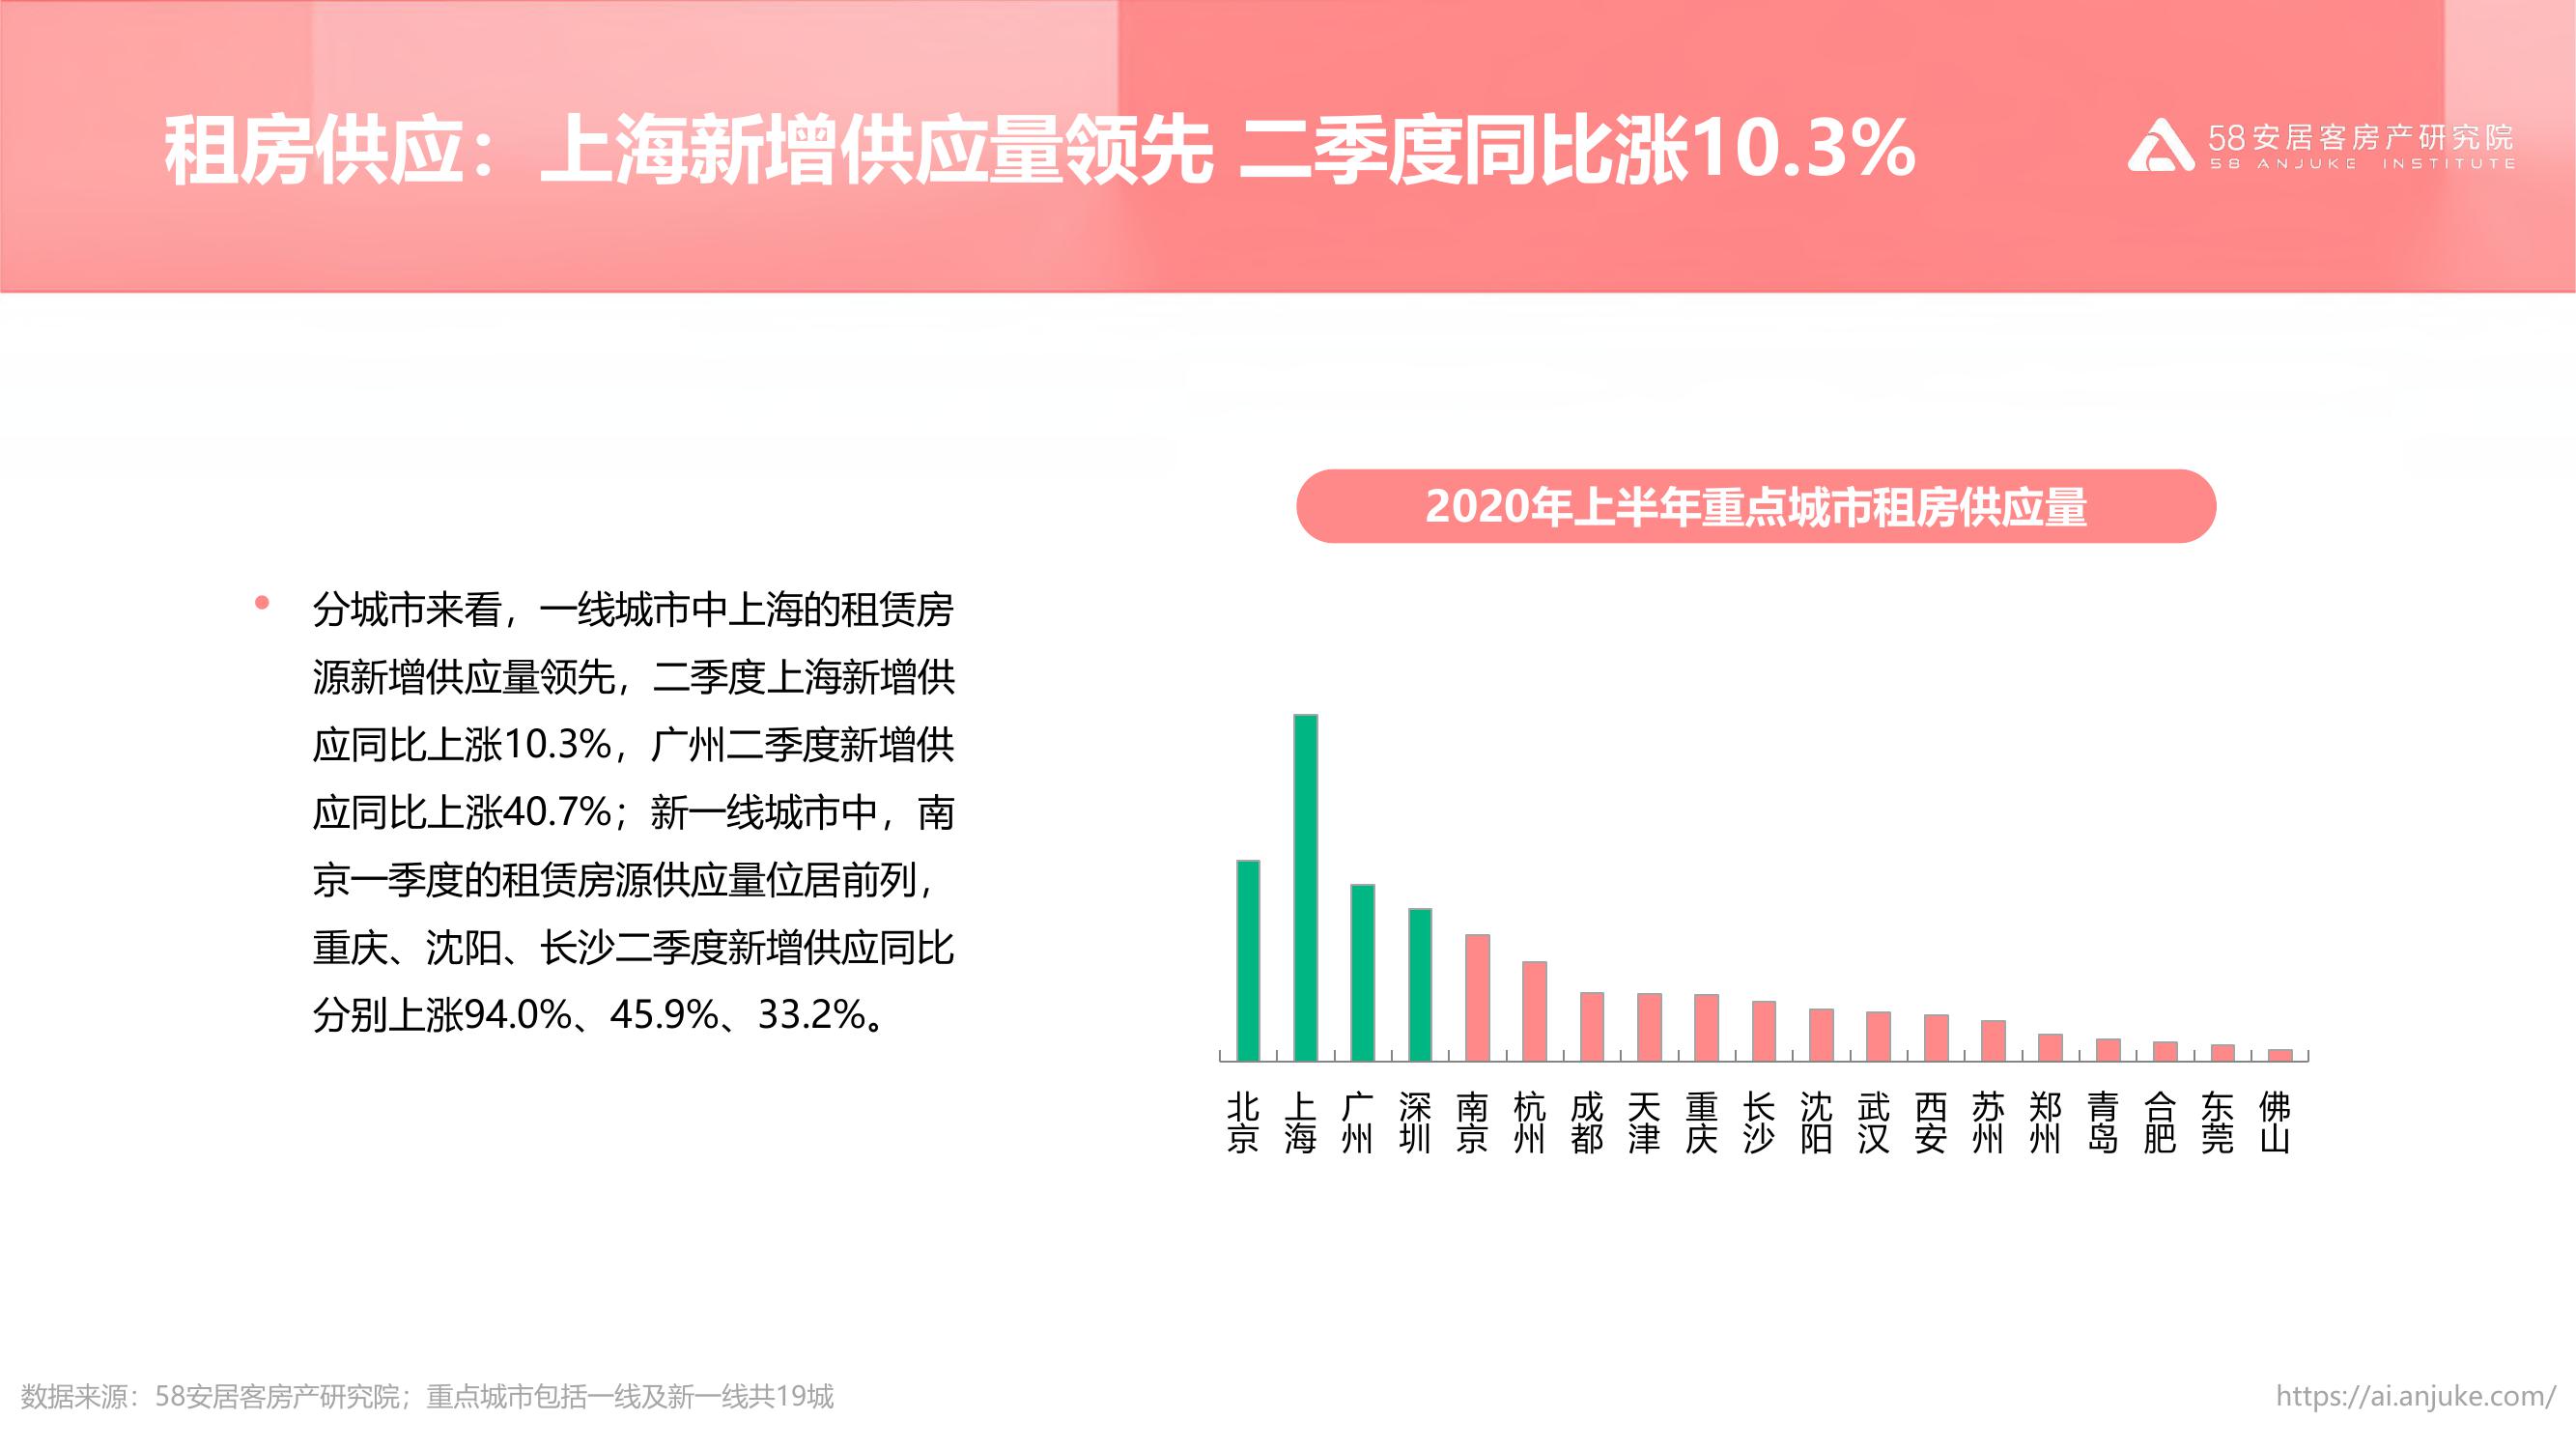 租房供应：上海新增供应量领先 二季度同比涨10.3%
58安居客房产研究院
58 ANJUKE INSTITUTE
2020年上半年重点城市租房供应量
• 分城市来看，一线城市中上海的租赁房
源新增供应量领先，二季度上海新增供
应同比上涨10.3%，广州二季度新增供
应同比上涨40.7%；新一线城市中，南
京一季度的租赁房源供应量位居前列，
重庆、沈阳、长沙二季度新增供应同比
分别上涨94.0%、45.9%、33.2%。
北京
上海
广州
深圳
南京
杭州
成都
天津
重庆
长沙
沈阳
武汉
西安
苏州
郑州
青岛
合肥
东莞
佛山
数据来源：58安居客房产研究院；重点城市包括一线及新一线共19城
https://ai.anjuke.com/